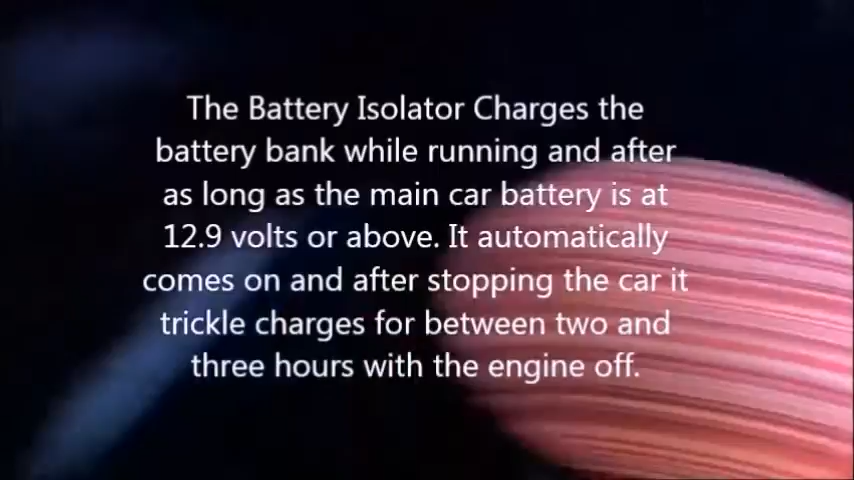 The Battery Isolator Charges the
battery bank while running and after
as long as the main car battery is at
12.9 volts or above. It automatically
comes on and after stopping the car it
trickle charges for between two and
three hours with the engine off.